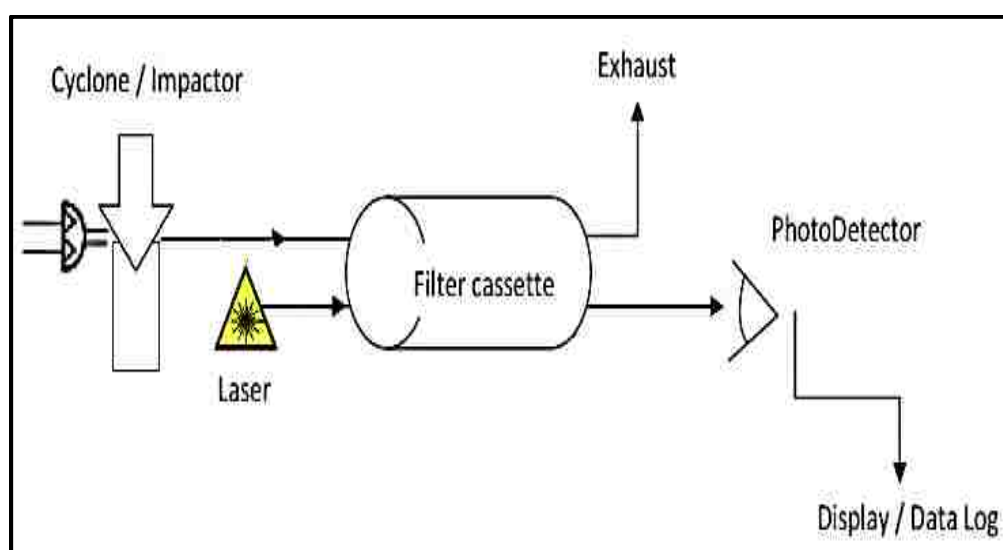 Cyclone / Impactor
Exhaust
PhotoDetector
Filter cassette
Laser
Display / Data Log